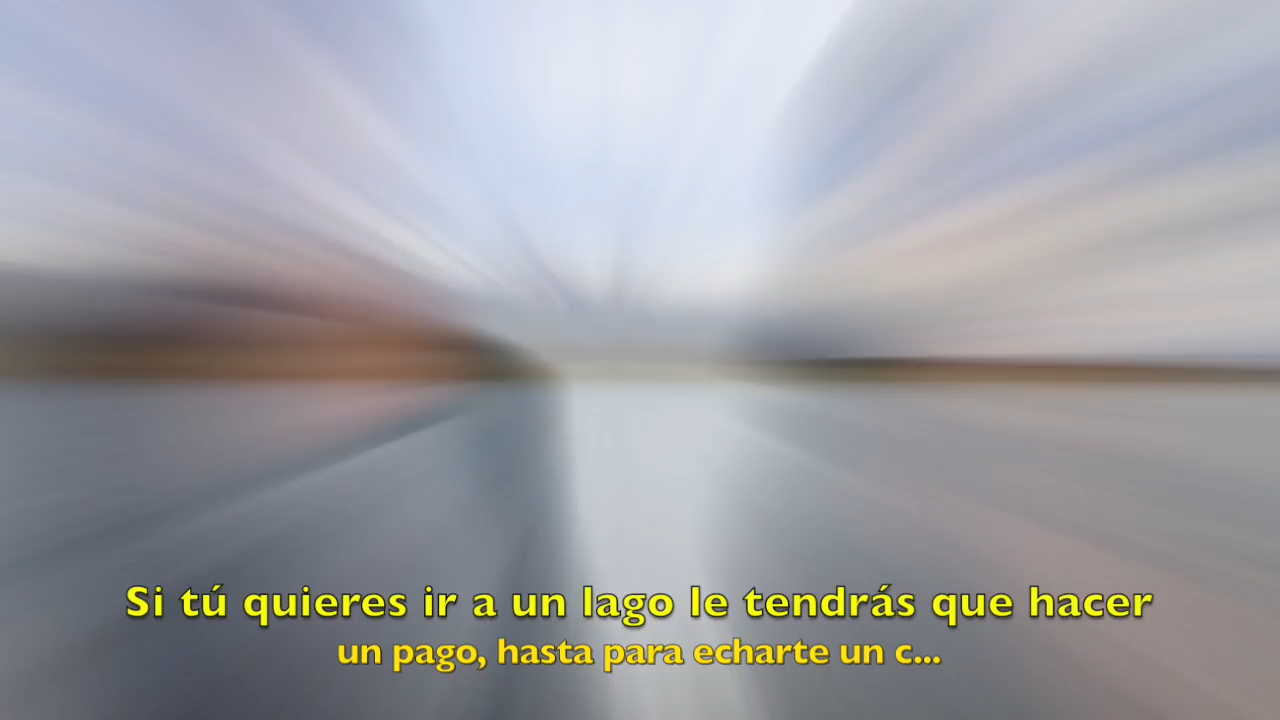 Si tú quieres ir a un lago le tendrás que hacer
un pago, hasta para echarte un c...